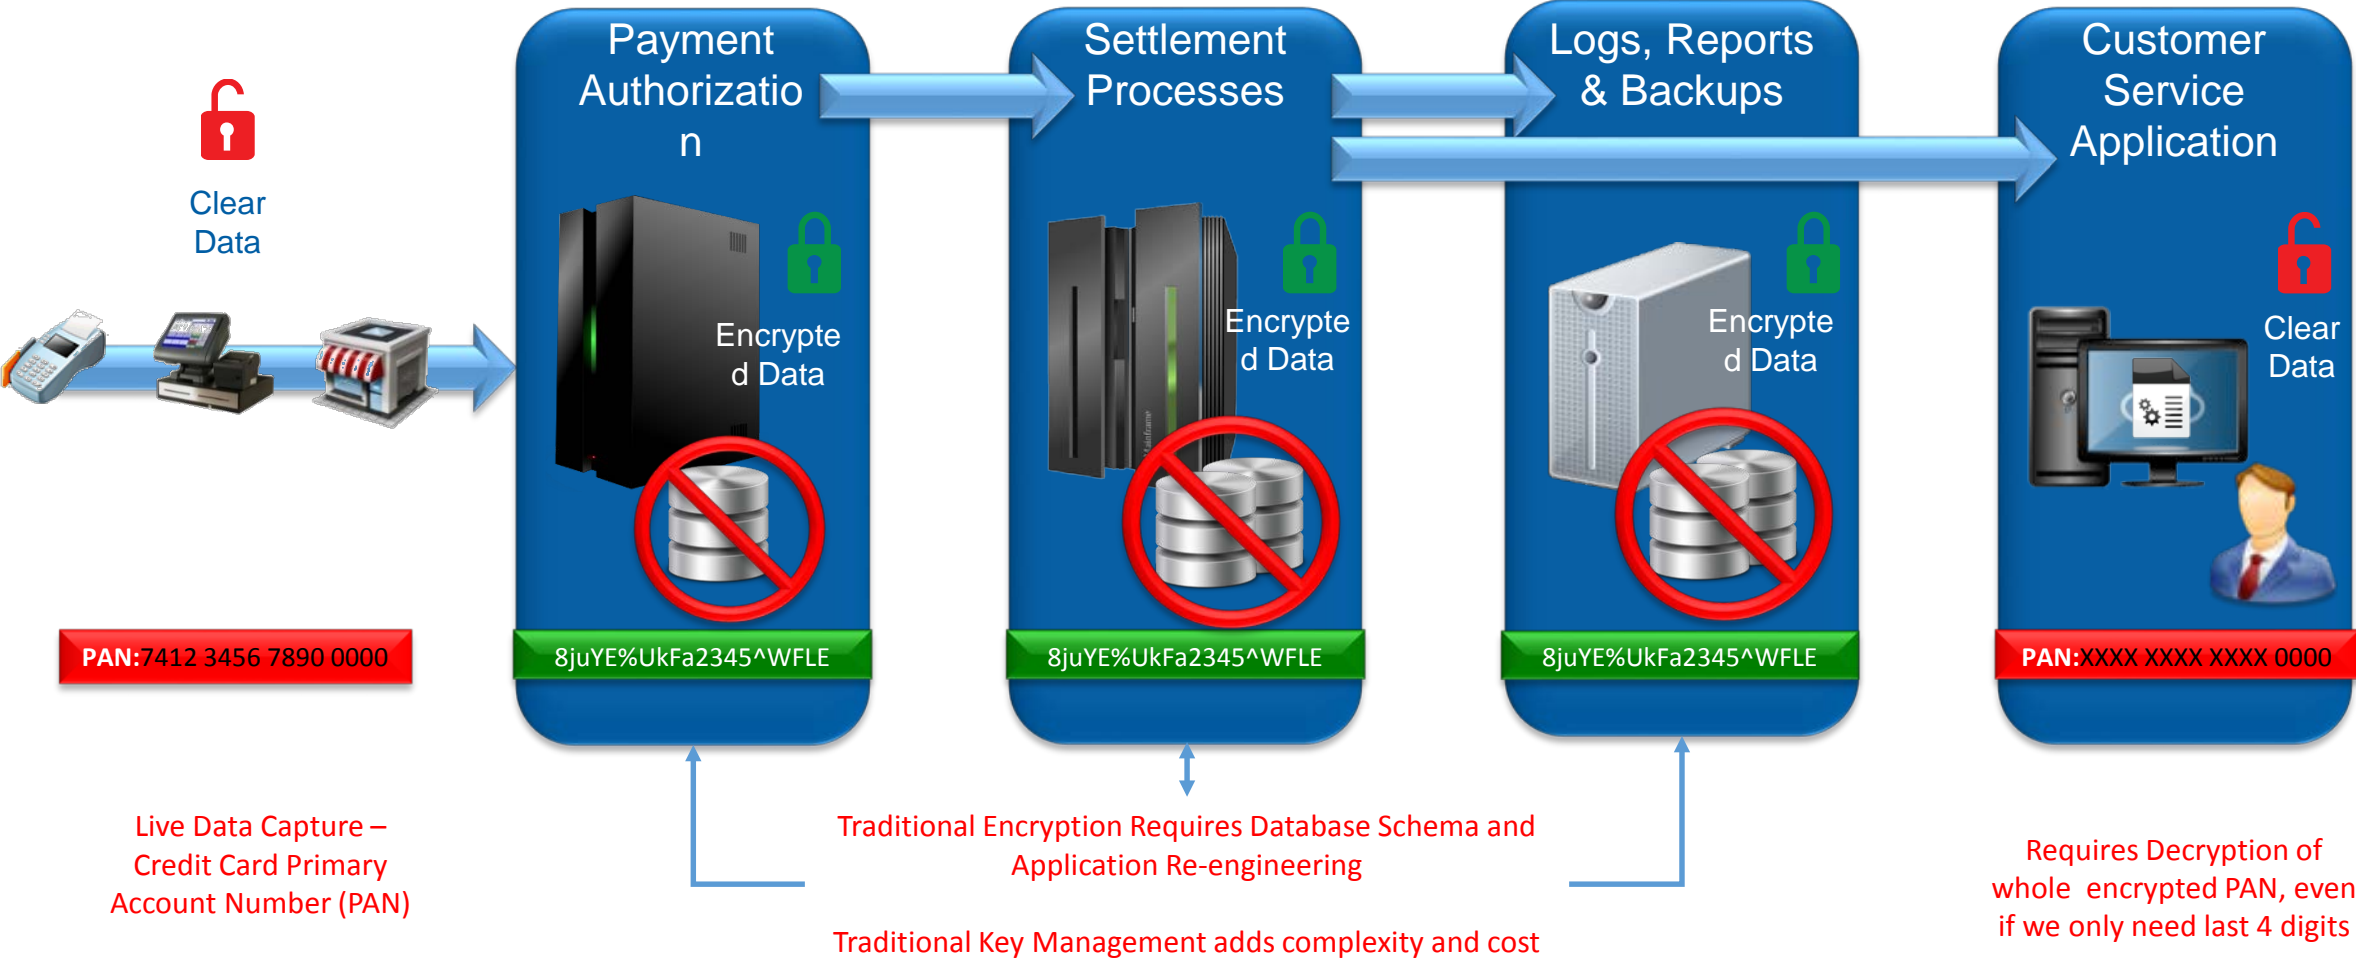 Payment
Authorizatio
n
Settlement
Processes
Logs, Reports
& Backups
Customer
Service
Application
Clear
Data
Encrypte
d Data
Encrypte
d Data
Encrypte
d Data
Clear
Data
Mainframe
PAN:7412 3456 7890 0000
8juYE%UkFa2345^WFLE
8juYE%UkFa2345^WFLE
8juYE%UkFa2345^WFLE
PAN:XXXX XXXX XXXX 0000
Live Data Capture –
Credit Card Primary
Account Number (PAN)
Traditional Encryption Requires Database Schema and
Application Re-engineering
Traditional Key Management adds complexity and cost
Requires Decryption of
whole  encrypted PAN, even
if we only need last 4 digits